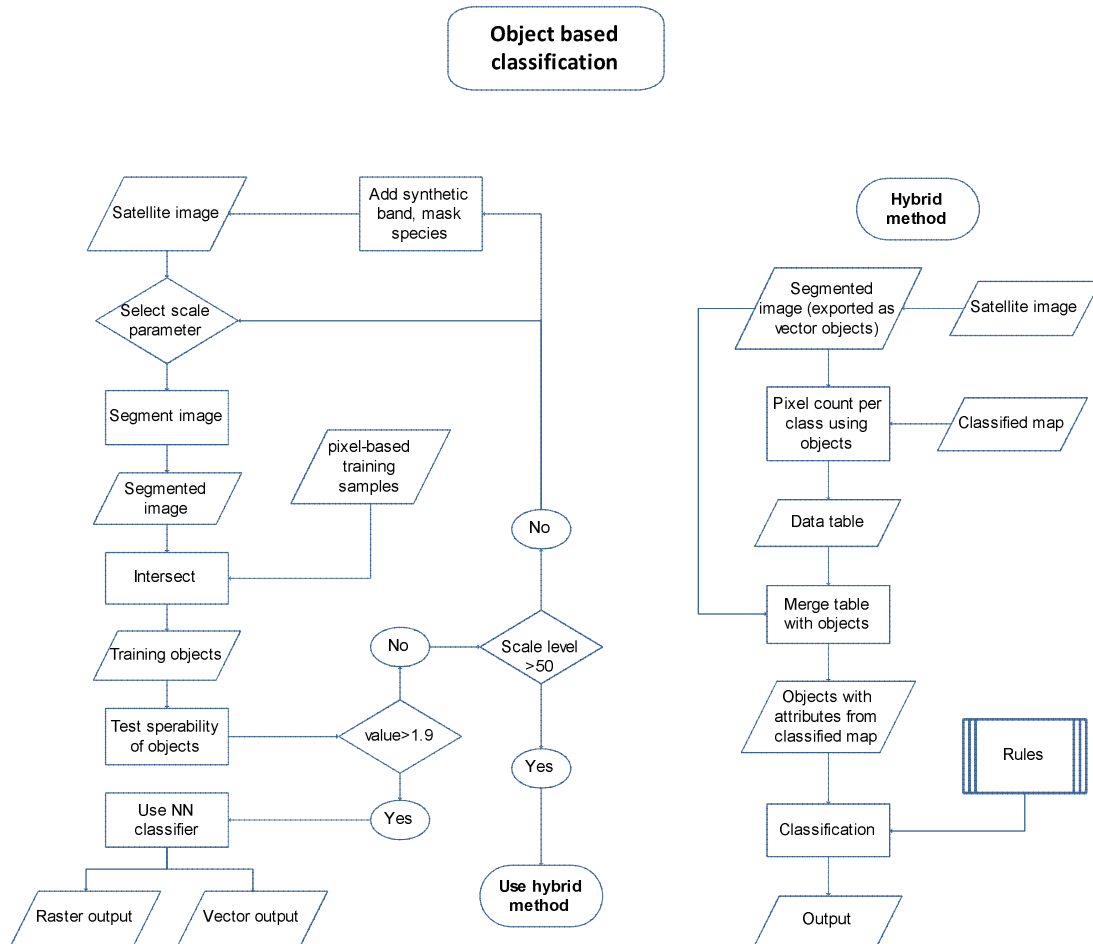 Object based
classification
Satellite image
Add synthetic
band, mask
species
Select scale
parameter
Segment image
pixel-based
training
samples
Segmented
image
No
Intersect
Training objects
No
Scale level
>50
Test sperability
of objects
value>1.9
Yes
Use NN
classifier
Yes
Raster output
Vector output
Use hybrid
method
Hybrid
method
Segmented
image (exported as
vector objects)
Satellite image
Pixel count per
class using
objects
Classified map
Data table
Merge table
with objects
Objects with
attributes from
classified map
Rules
Classification
Output